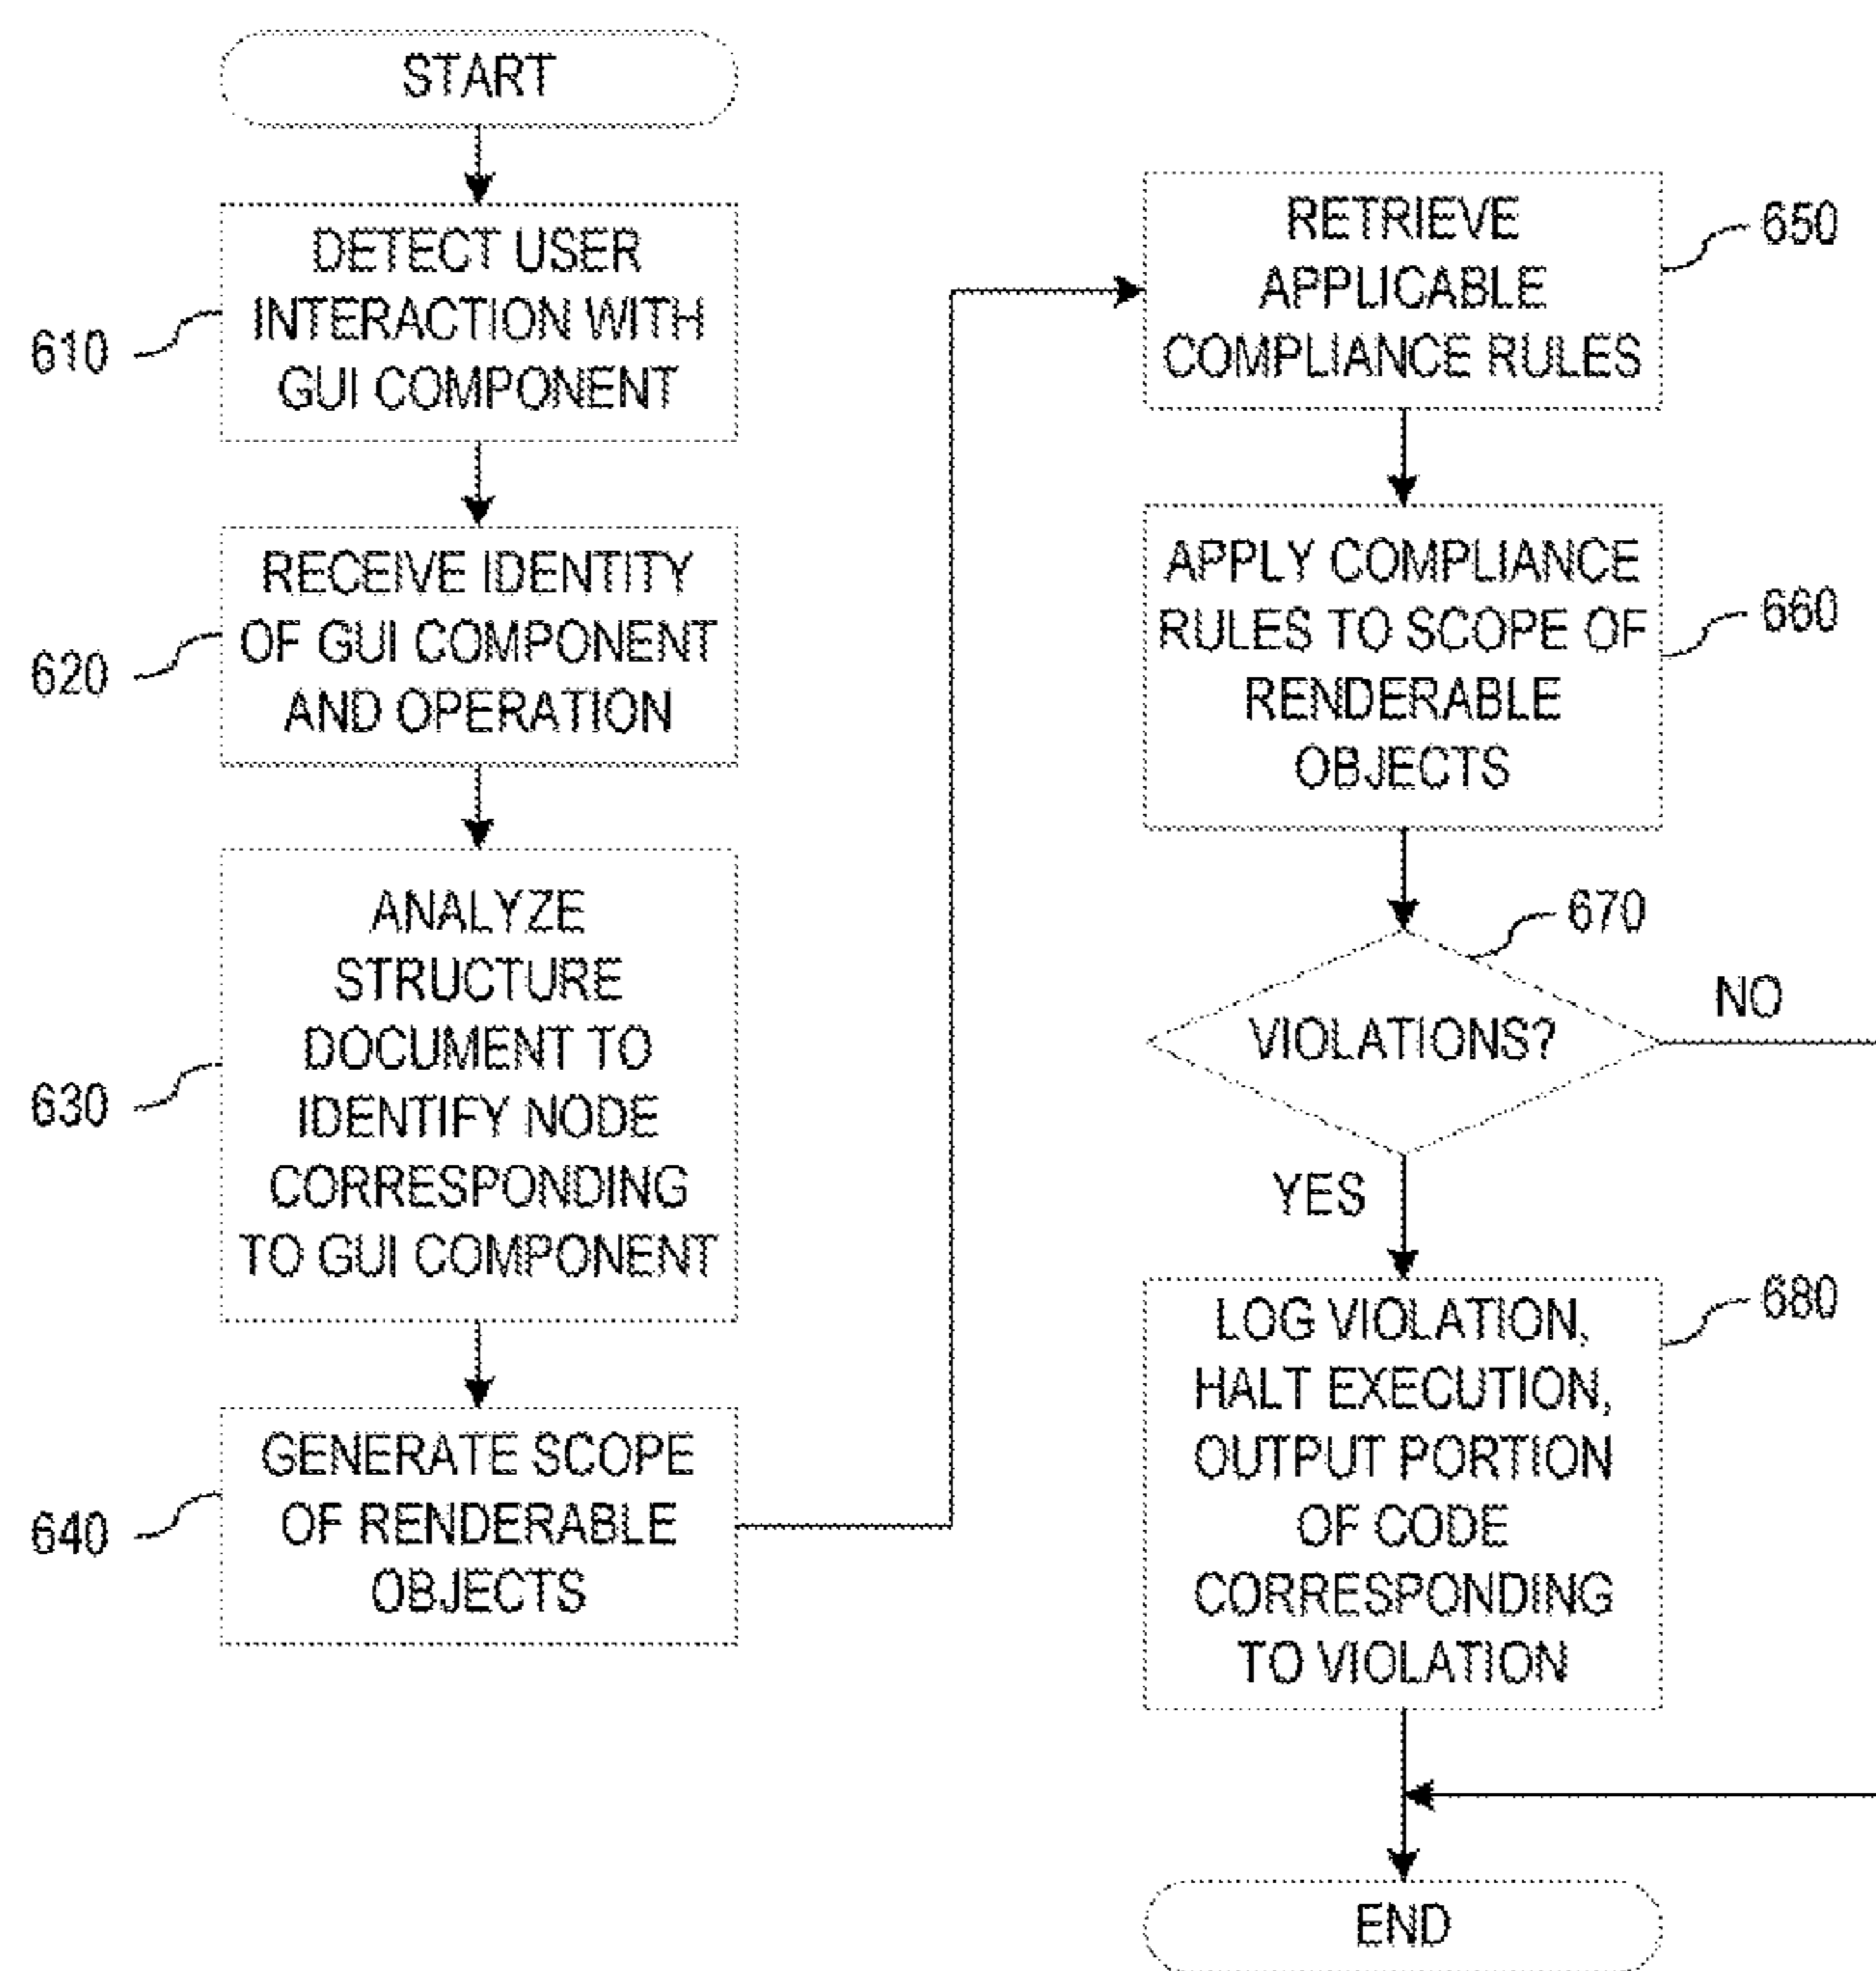 START
DETECT USER
INTERACTION WITH
GUI COMPONENT
610
RECEIVE IDENTITY
OF GUI COMPONENT
AND OPERATION
620
ANALYZE
STRUCTURE
DOCUMENT TO
IDENTIFY NODE
CORRESPONDING
TO GUI COMPONENT
630
GENERATE SCOPE
OF RENDERABLE
OBJECTS
640
RETRIEVE
APPLICABLE
COMPLIANCE RULES
650
APPLY COMPLIANCE
RULES TO SCOPE OF
RENDERABLE
OBJECTS
660
VIOLATIONS?
670
NO
YES
LOG VIOLATION,
HALT EXECUTION,
OUTPUT PORTION
OF CODE
CORRESPONDING
TO VIOLATION
680
END